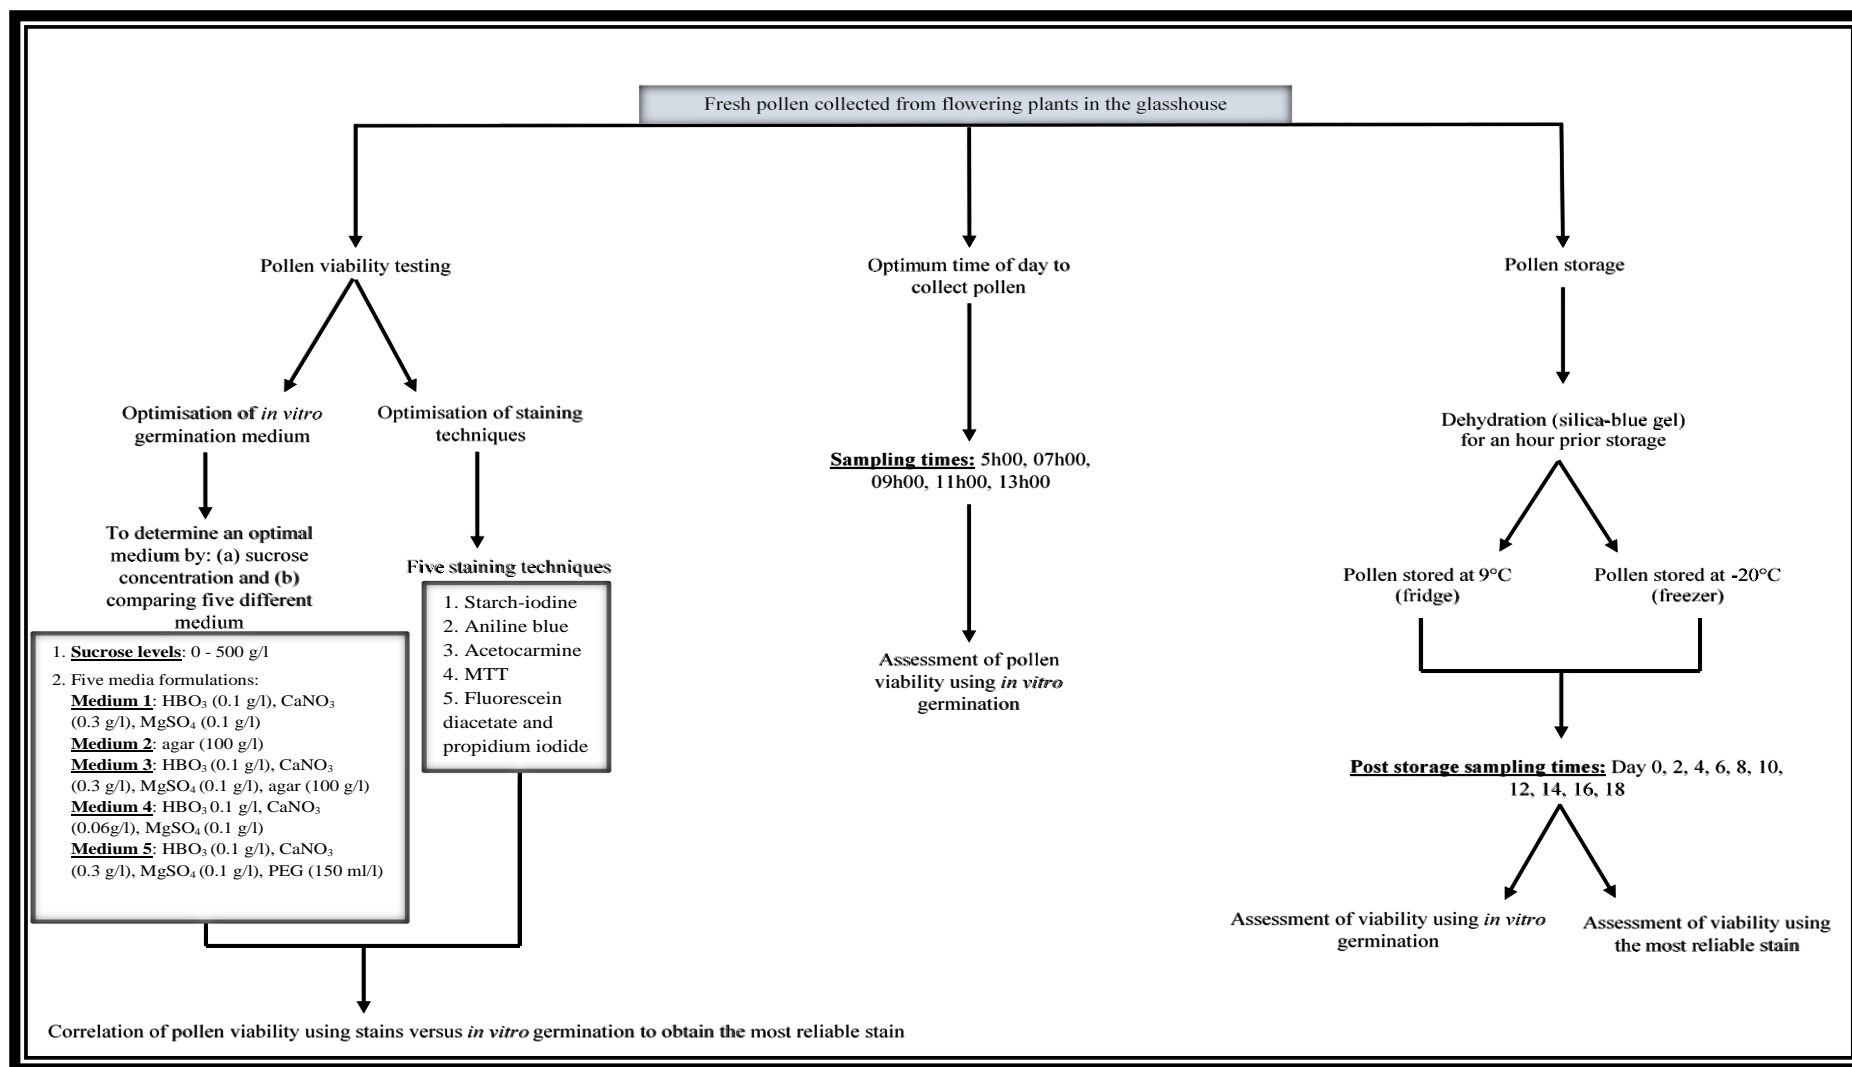 Fresh pollen collected from flowering plants in the glasshouse
Pollen viability testing
Optimisation of in vitro
germination medium
To determine an optimal
medium by: (a) sucrose
concentration and (b)
comparing five different
medium
1. Sucrose levels: 0 - 500 g/l
2. Five media formulations:
Medium 1: HBO₃ (0.1 g/l), CaNO₃
(0.3 g/l), MgSO₄ (0.1 g/l)
Medium 2: agar (100 g/l)
Medium 3: HBO₃ (0.1 g/l), CaNO₃
(0.3 g/l), MgSO₄ (0.1 g/l), agar (100 g/l)
Medium 4: HBO₃ 0.1 g/l, CaNO₃
(0.06g/l), MgSO₄ (0.1 g/l)
Medium 5: HBO₃ (0.1 g/l), CaNO₃
(0.3 g/l), MgSO₄ (0.1 g/l), PEG (150 ml/l)
Optimisation of staining
techniques
Five staining techniques
1. Starch-iodine
2. Aniline blue
3. Acetocarmine
4. MTT
5. Fluorescein
diacetate and
propidium iodide
Correlation of pollen viability using stains versus in vitro germination to obtain the most reliable stain
Optimum time of day to
collect pollen
Sampling times: 5h00, 07h00,
09h00, 11h00, 13h00
Assessment of pollen
viability using in vitro
germination
Pollen storage
Dehydration (silica-blue gel)
for an hour prior storage
Pollen stored at 9°C
(fridge)
Pollen stored at -20°C
(freezer)
Post storage sampling times: Day 0, 2, 4, 6, 8, 10,
12, 14, 16, 18
Assessment of viability using in vitro
germination
Assessment of viability using
the most reliable stain